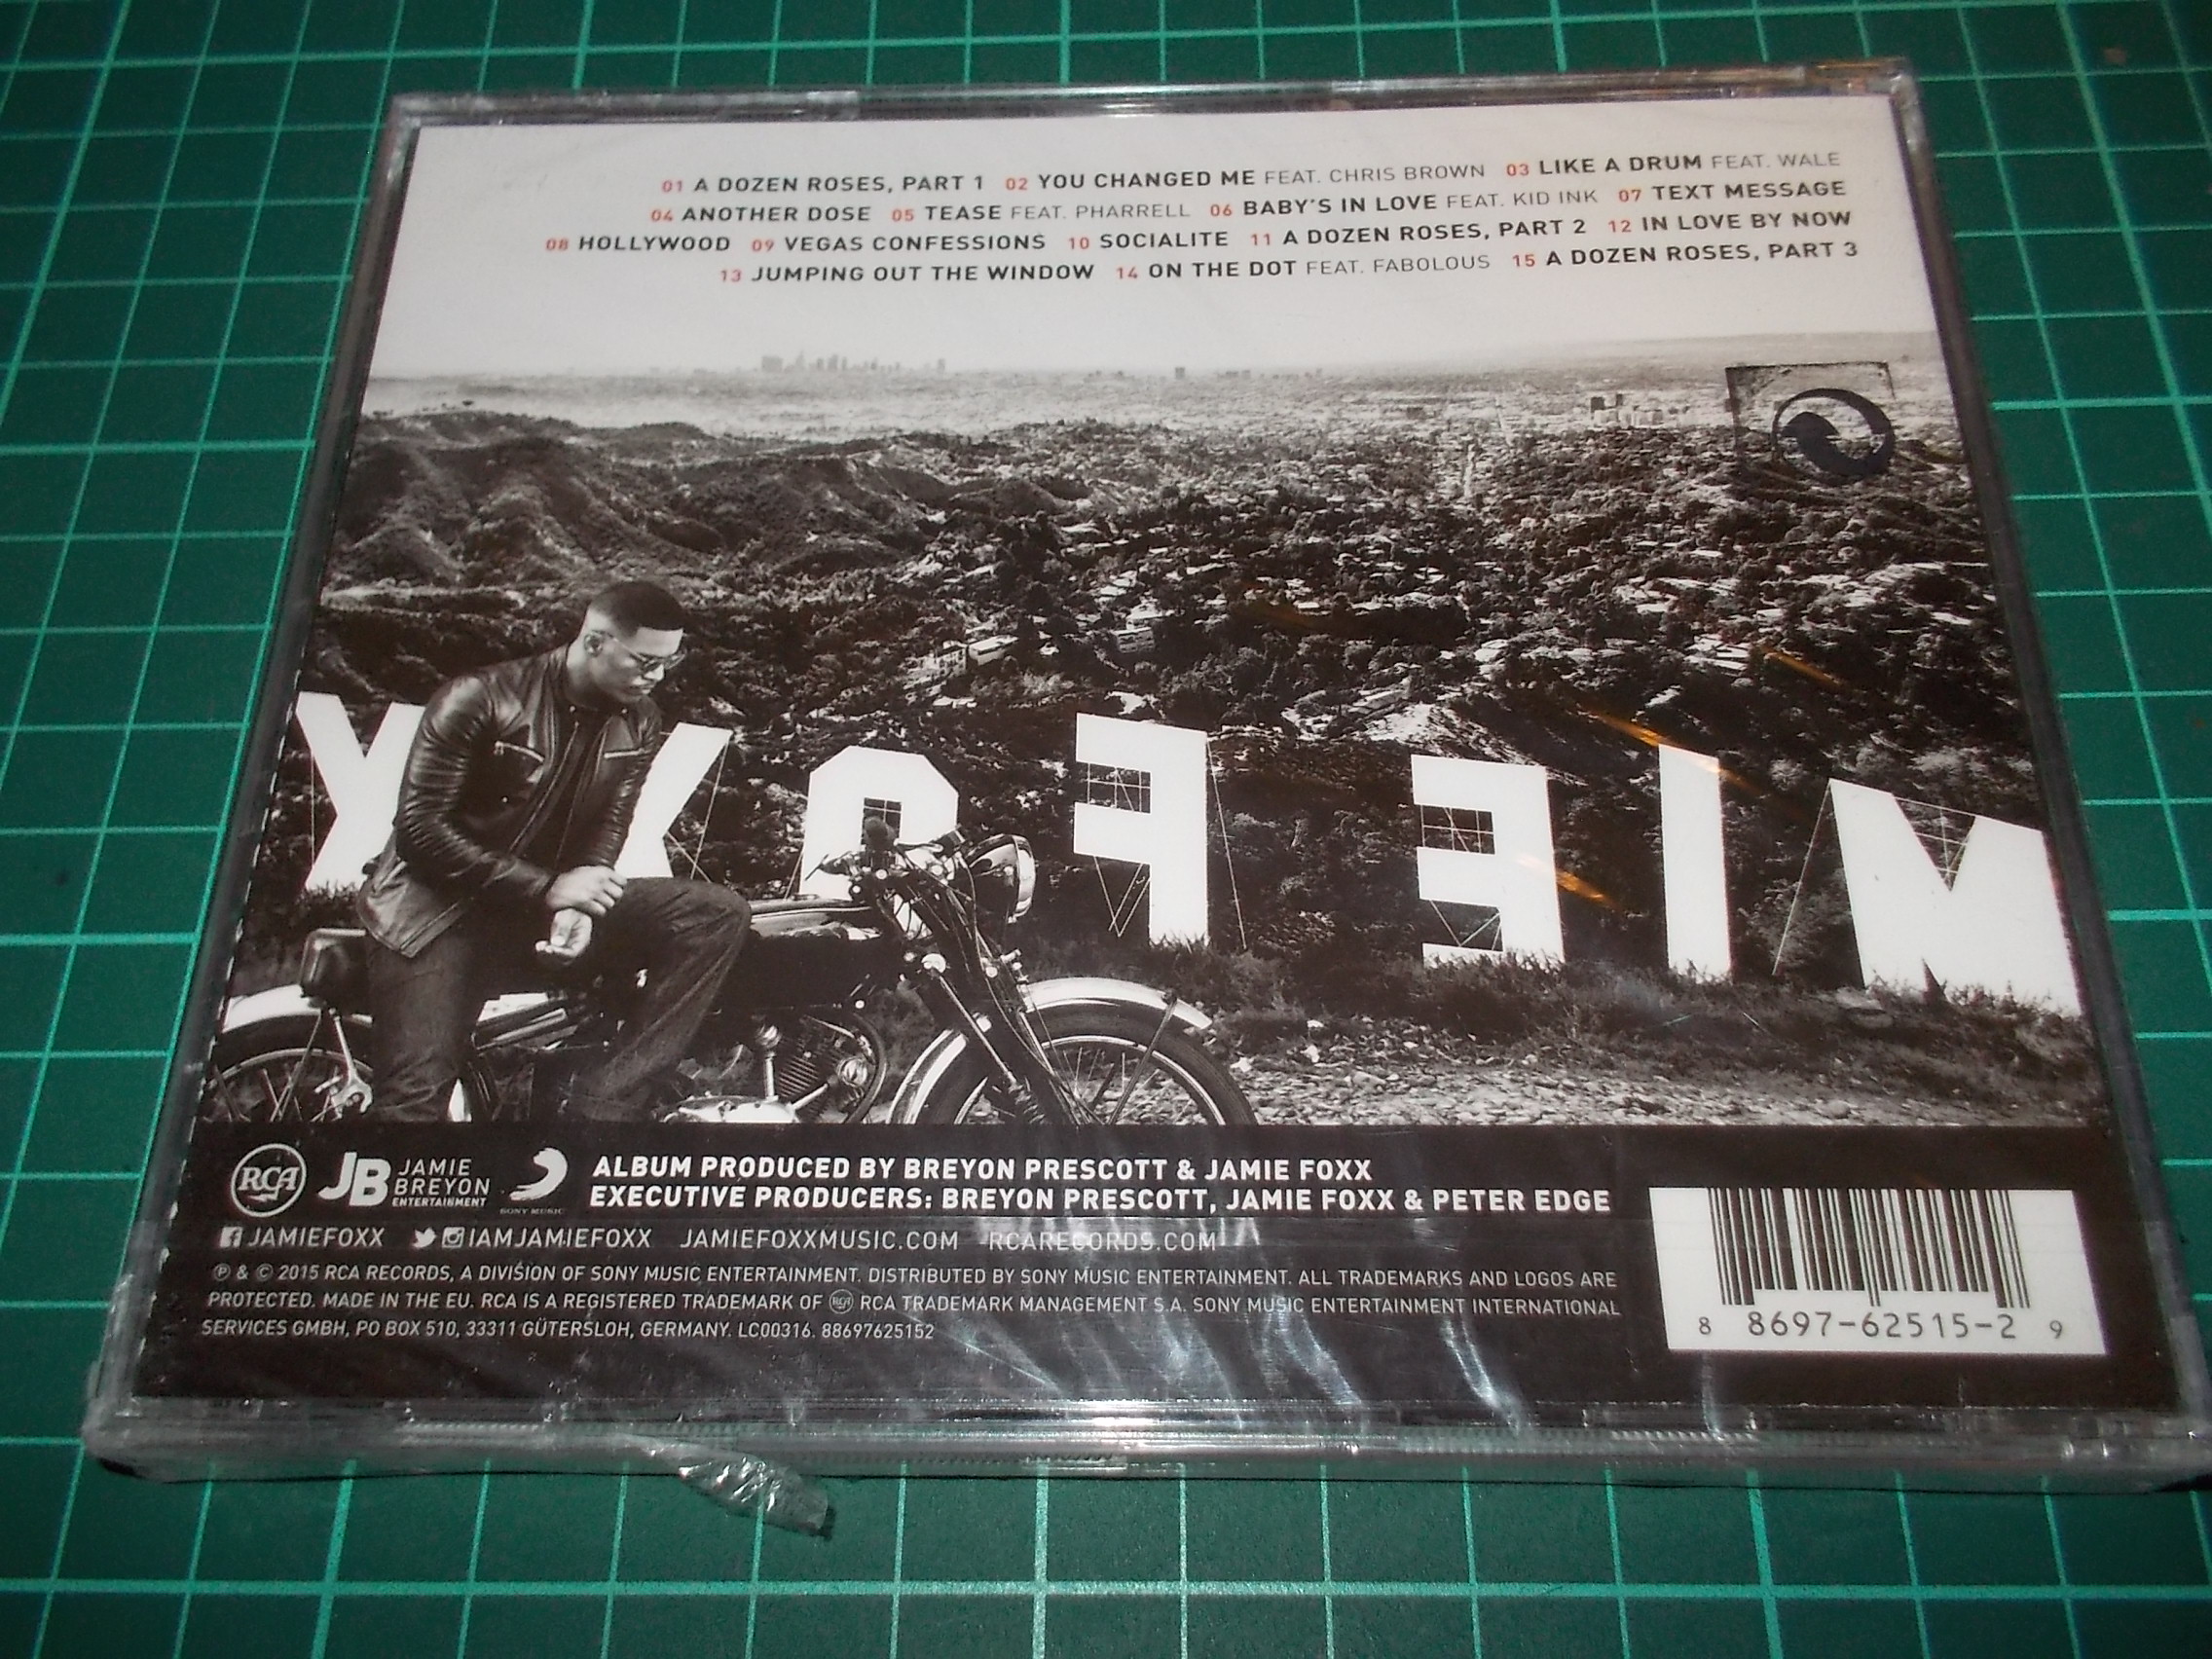 01 A DOZEN ROSES, PART 1 02 YOU CHANGED ME FEAT. CHRIS BROWN 03 LIKE A DRUM FEAT. WALE
04 ANOTHER DOSE 05 TEASE FEAT. PHARRELL 06 BABY'S IN LOVE FEAT. KID INK 07 TEXT MESSAGE
08 HOLLYWOOD 09 VEGAS CONFESSIONS 10 SOCIALITE 11 A DOZEN ROSES, PART 2 12 IN LOVE BY NOW
13 JUMPING OUT THE WINDOW 14 ON THE DOT FEAT. FABOLOUS 15 A DOZEN ROSES, PART 3
XXOF EIM
RCA
JB
JAMIE
BREYON
ENTERTAINMENT
SONY MUSIC
ALBUM PRODUCED BY BREYON PRESCOTT & JAMIE FOXX
EXECUTIVE PRODUCERS: BREYON PRESCOTT, JAMIE FOXX & PETER EDGE
JAMIEFOXX IAMJAMIEFOXX JAMIEFOXXMUSIC.COM RCARECORDS.COM
℗ & © 2015 RCA RECORDS, A DIVISION OF SONY MUSIC ENTERTAINMENT. DISTRIBUTED BY SONY MUSIC ENTERTAINMENT. ALL TRADEMARKS AND LOGOS ARE
PROTECTED. MADE IN THE EU. RCA IS A REGISTERED TRADEMARK OF RCA RCA TRADEMARK MANAGEMENT S.A. SONY MUSIC ENTERTAINMENT INTERNATIONAL
SERVICES GMBH, PO BOX 510, 33311 GÜTERSLOH, GERMANY. LC00316. 88697625152
8 8697-62515-2 9